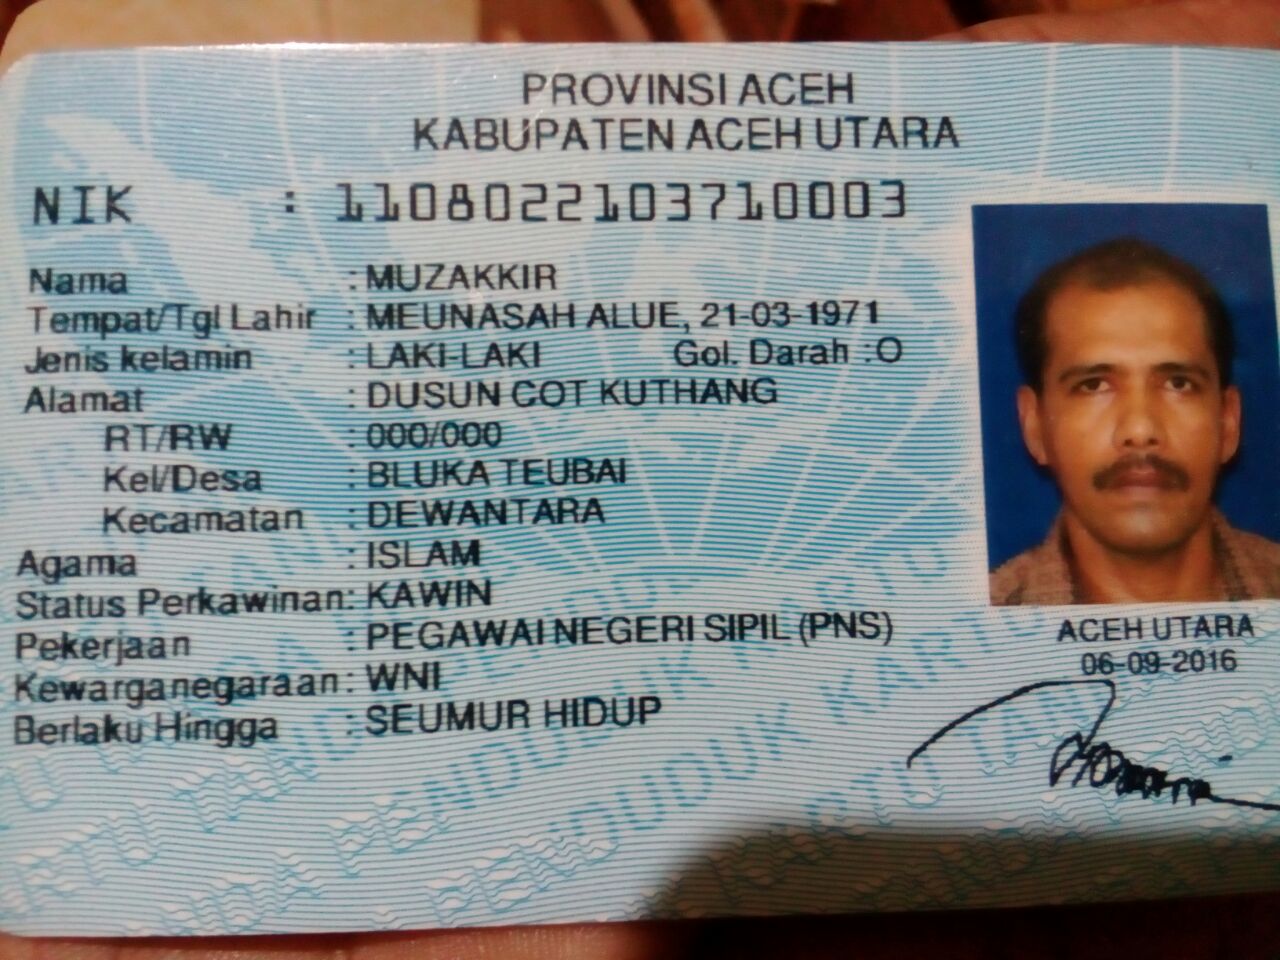 PROVINSI ACEH
KABUPATEN ACEH UTARA
NIK : 1108022103710003
Nama : MUZAKKIR
Tempat/Tgl Lahir : MEUNASAH ALUE, 21-03-1971
Jenis kelamin : LAKI-LAKI Gol. Darah : O
Alamat : DUSUN COT KUTHANG
RT/RW : 000/000
Kel/Desa : BLUKA TEUBAI
Kecamatan : DEWANTARA
Agama : ISLAM
Status Perkawinan: KAWIN
Pekerjaan : PEGAWAI NEGERI SIPIL (PNS)
Kewarganegaraan: WNI
Berlaku Hingga : SEUMUR HIDUP
ACEH UTARA
06-09-2016